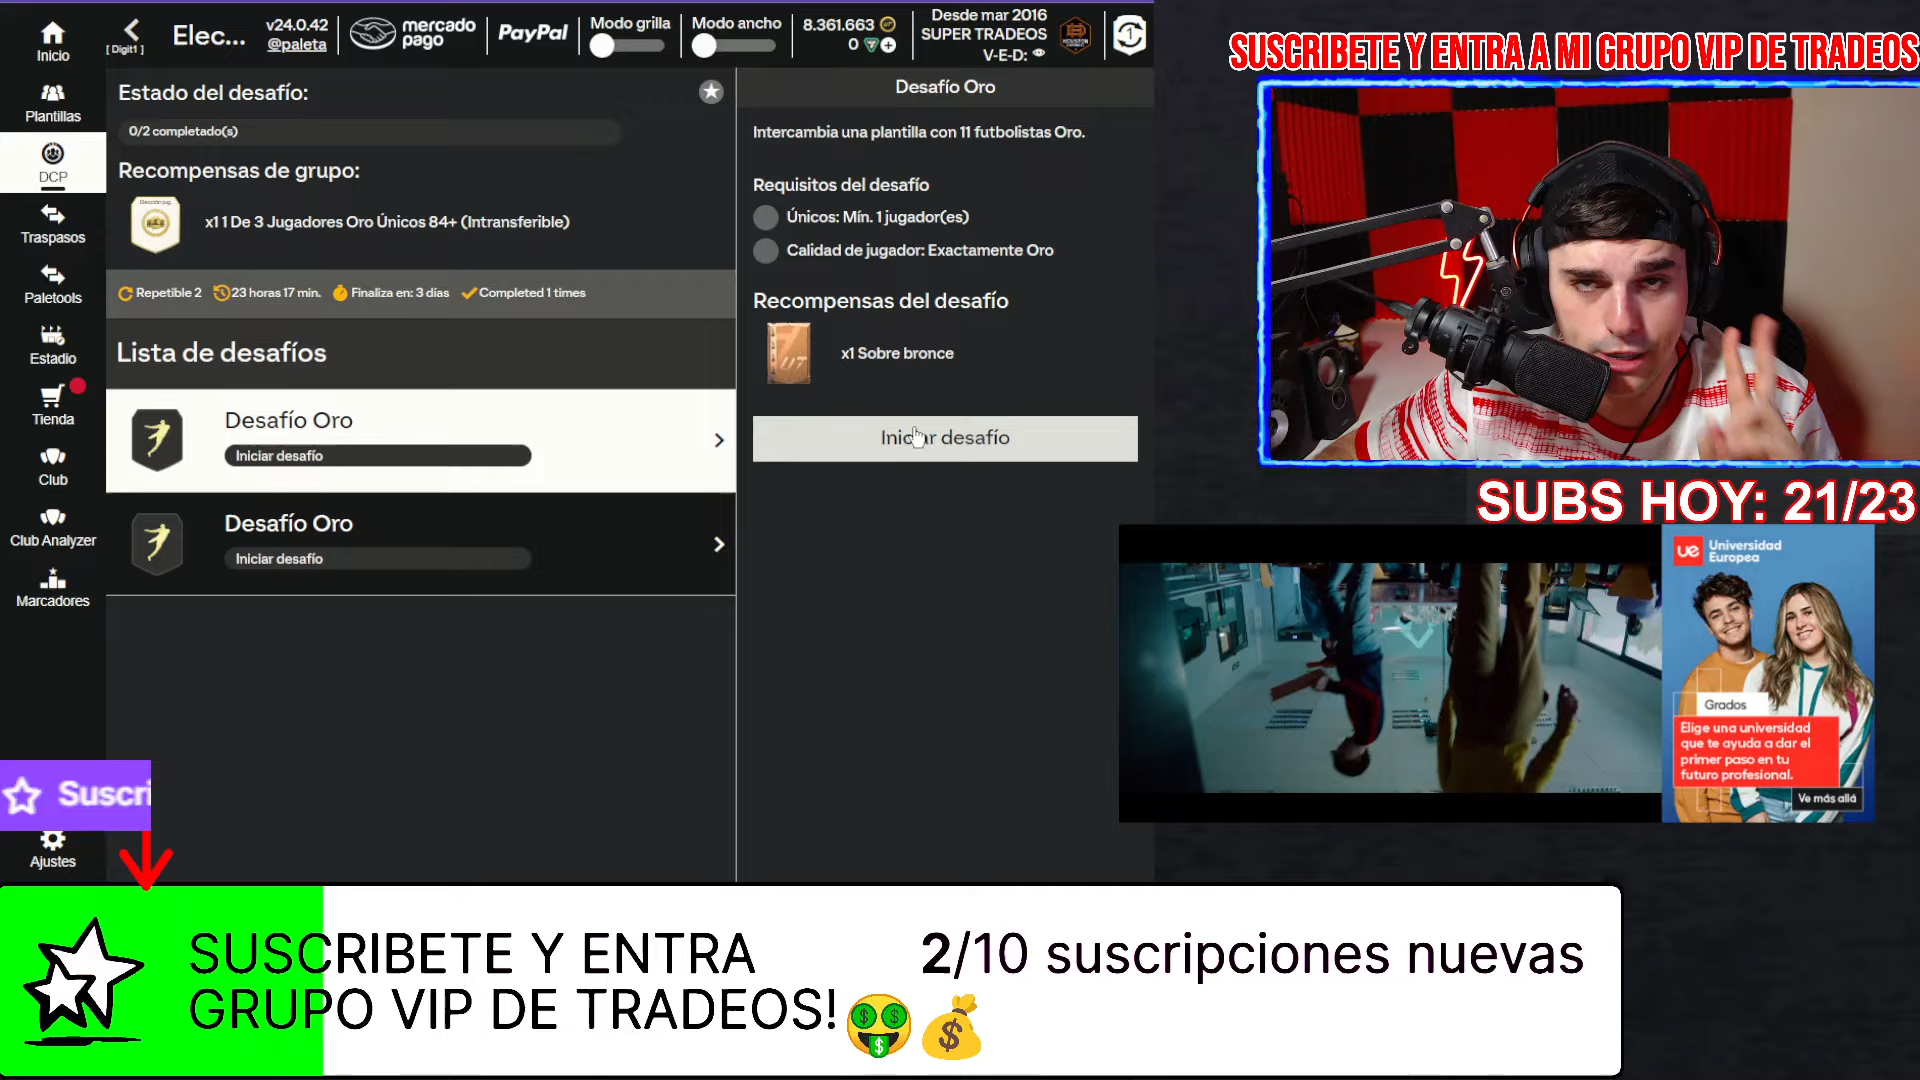 Inicio
Plantillas
DCP
Traspasos
Paletools
Estadio
Tienda
Club
Club Analyzer
Marcadores
Ajustes
[ Digit1 ]
Elec...
v24.0.42
@paleta
mercado
pago
PayPal
Modo grilla
Modo ancho
8.361.663
0
Desde mar 2016
SUPER TRADEOS
V-E-D:
1
Estado del desafío:
0/2 completado(s)
Recompensas de grupo:
Elección jug.
x1 1 De 3 Jugadores Oro Únicos 84+ (Intransferible)
Repetible 2
23 horas 17 min.
Finaliza en: 3 días
Completed 1 times
Lista de desafíos
Desafío Oro
Iniciar desafío
Desafío Oro
Iniciar desafío
Desafío Oro
Intercambia una plantilla con 11 futbolistas Oro.
Requisitos del desafío
Únicos: Mín. 1 jugador(es)
Calidad de jugador: Exactamente Oro
Recompensas del desafío
x1 Sobre bronce
Iniciar desafío
SUSCRIBETE Y ENTRA A MI GRUPO VIP DE TRADEOS
SUBS HOY: 21/23
ue Universidad
Europea
Grados
Elige una universidad
que te ayuda a dar el
primer paso en tu
futuro profesional.
Ve más allá
Suscri
SUSCRIBETE Y ENTRA
GRUPO VIP DE TRADEOS!
2/10 suscripciones nuevas